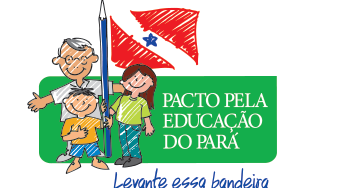 PACTO PELA
EDUCAÇÃO
DO PARÁ
Levante essa bandeira